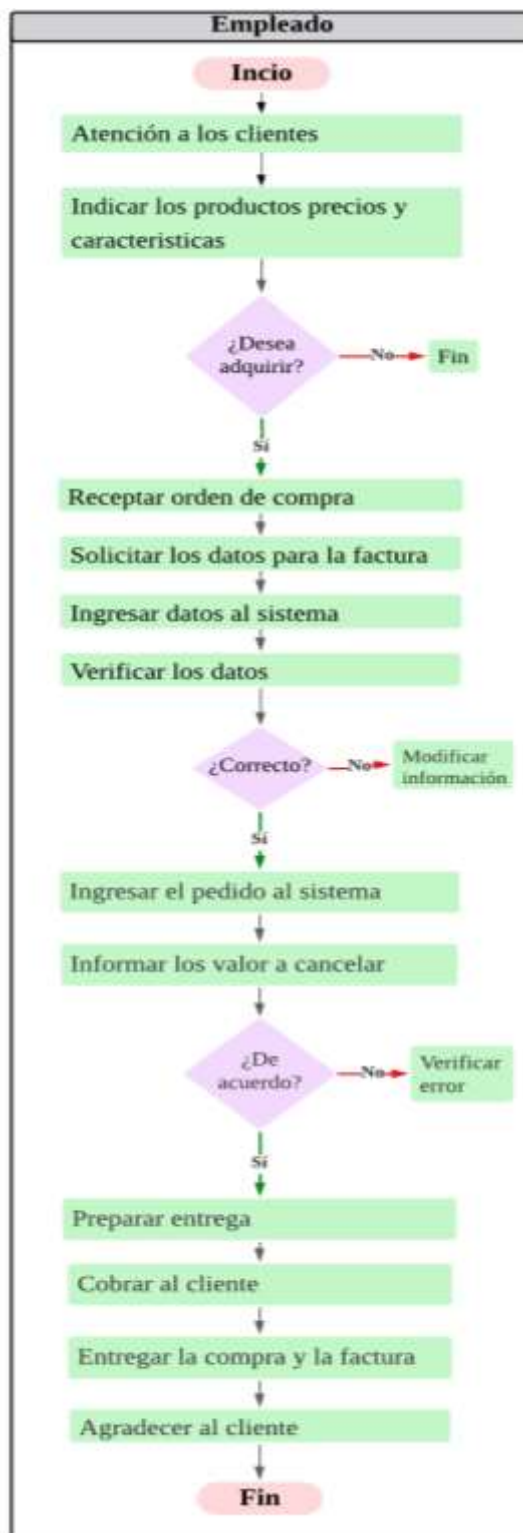 Empleado
Incio
Atención a los clientes
Indicar los productos precios y
caracteristicas
¿Desea
adquirir?
No
Fin
Sí
Receptar orden de compra
Solicitar los datos para la factura
Ingresar datos al sistema
Verificar los datos
¿Correcto?
No
Modificar
información
Sí
Ingresar el pedido al sistema
Informar los valor a cancelar
¿De
acuerdo?
No
Verificar
error
Sí
Preparar entrega
Cobrar al cliente
Entregar la compra y la factura
Agradecer al cliente
Fin